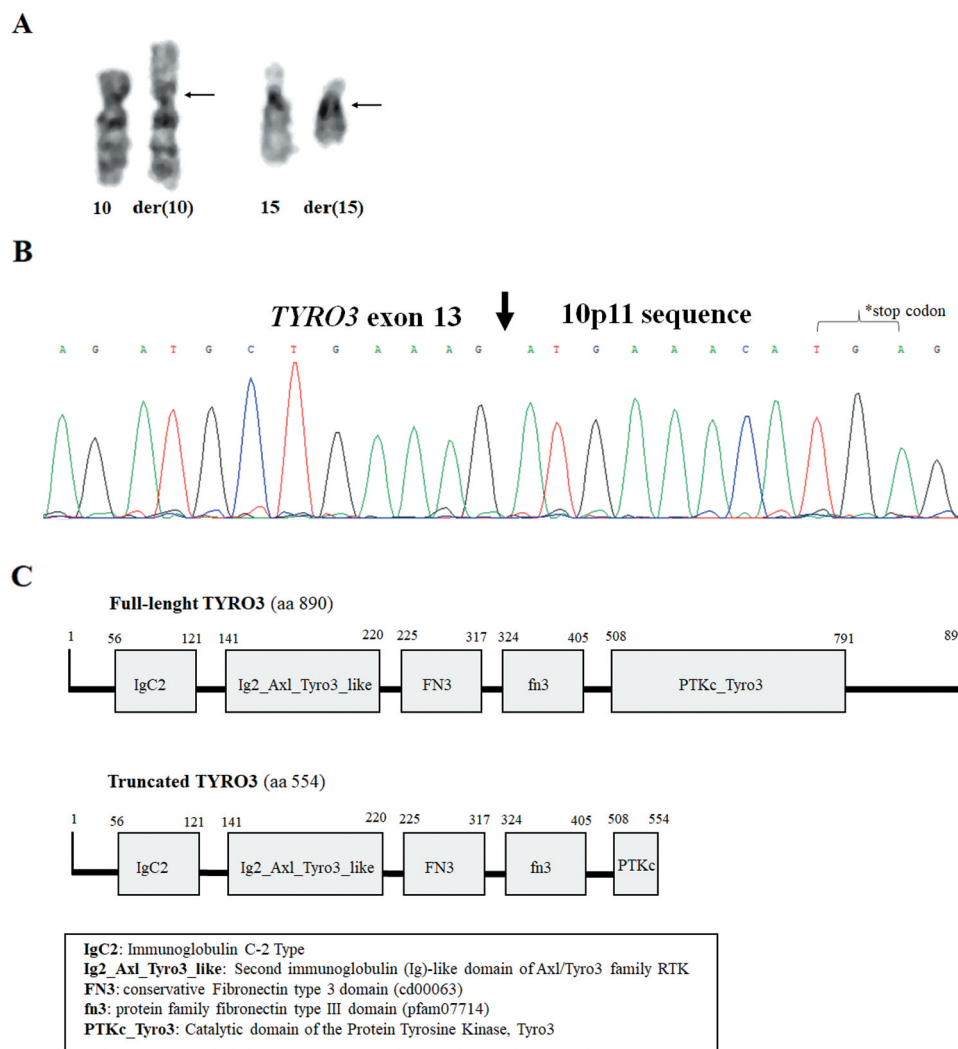 A
10
der(10)
15
der(15)
B
TYRO3 exon 13
10p11 sequence
*stop codon
A G A T G C T G A A A G A T G A A A C A T G A G
C
Full-lenght TYRO3 (aa 890)
1 56 121 141 220 225 317 324 405 508 791 89
IgC2 Ig2_Axl_Tyro3_like FN3 fn3 PTKc_Tyro3
Truncated TYRO3 (aa 554)
1 56 121 141 220 225 317 324 405 508 554
IgC2 Ig2_Axl_Tyro3_like FN3 fn3 PTKc
IgC2: Immunoglobulin C-2 Type
Ig2_Axl_Tyro3_like: Second immunoglobulin (Ig)-like domain of Axl/Tyro3 family RTK
FN3: conservative Fibronectin type 3 domain (cd00063)
fn3: protein family fibronectin type III domain (pfam07714)
PTKc_Tyro3: Catalytic domain of the Protein Tyrosine Kinase, Tyro3